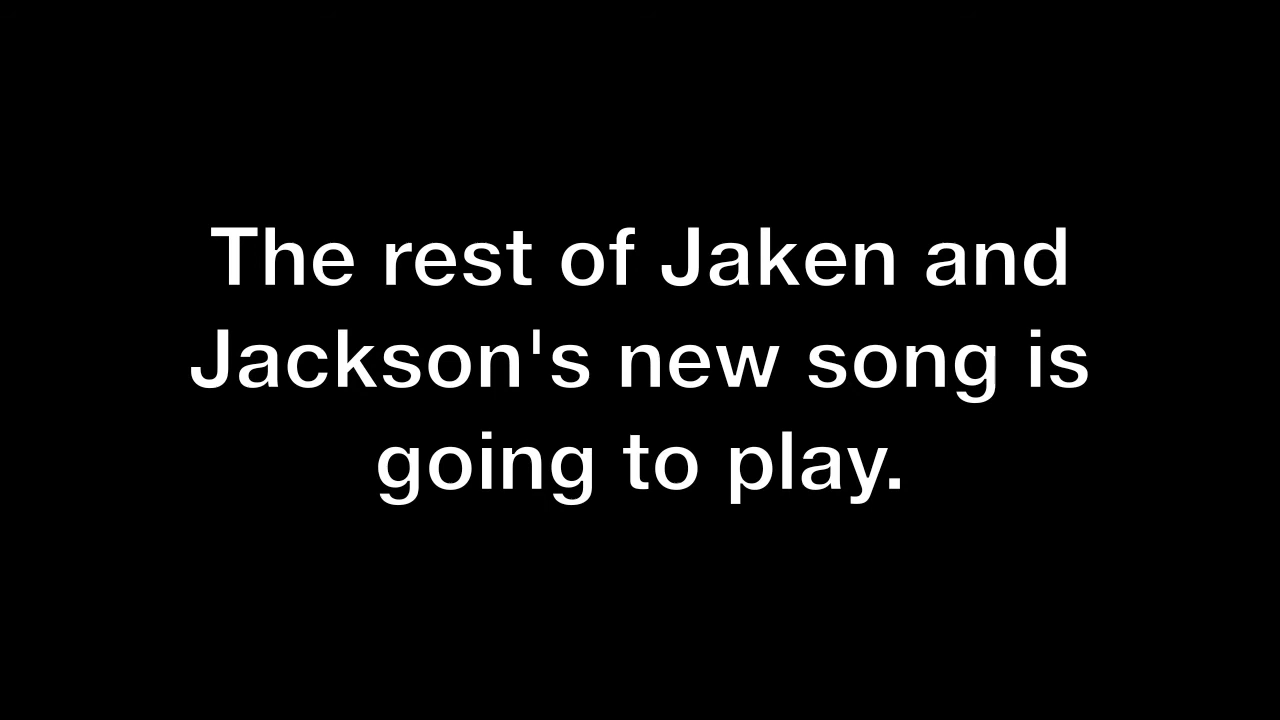 The rest of Jaken and
Jackson's new song is
going to play.